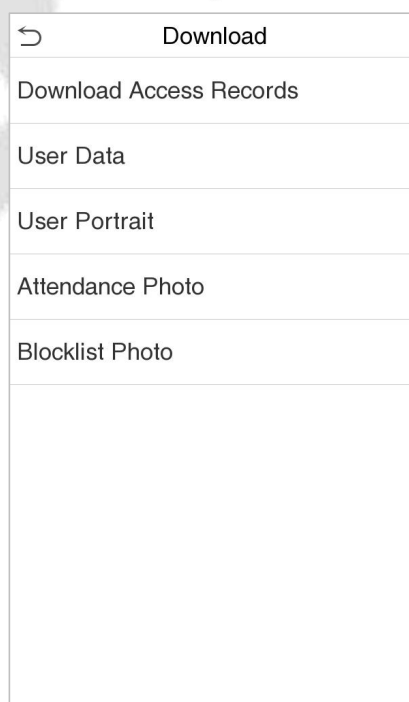 Download
Download Access Records
User Data
User Portrait
Attendance Photo
Blocklist Photo